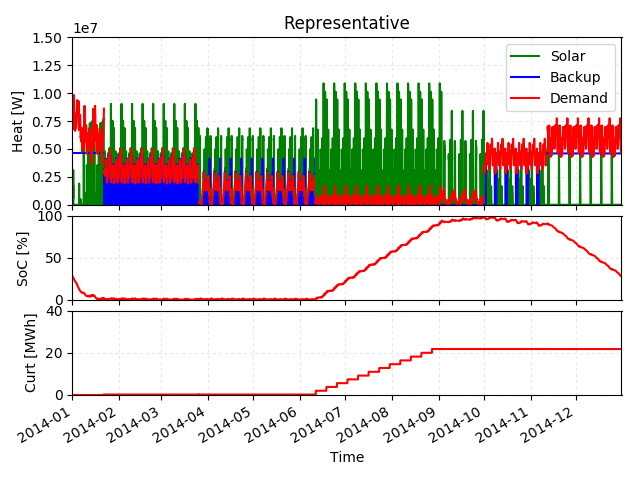 Representative
1e7
1.50
1.25
1.00
0.75
0.50
0.25
0.00
Heat [W]
Solar
Backup
Demand
100
50
0
SoC [%]
40
20
0
Curt [MWh]
2014-01
2014-02
2014-03
2014-04
2014-05
2014-06
2014-07
2014-08
2014-09
2014-10
2014-11
2014-12
Time